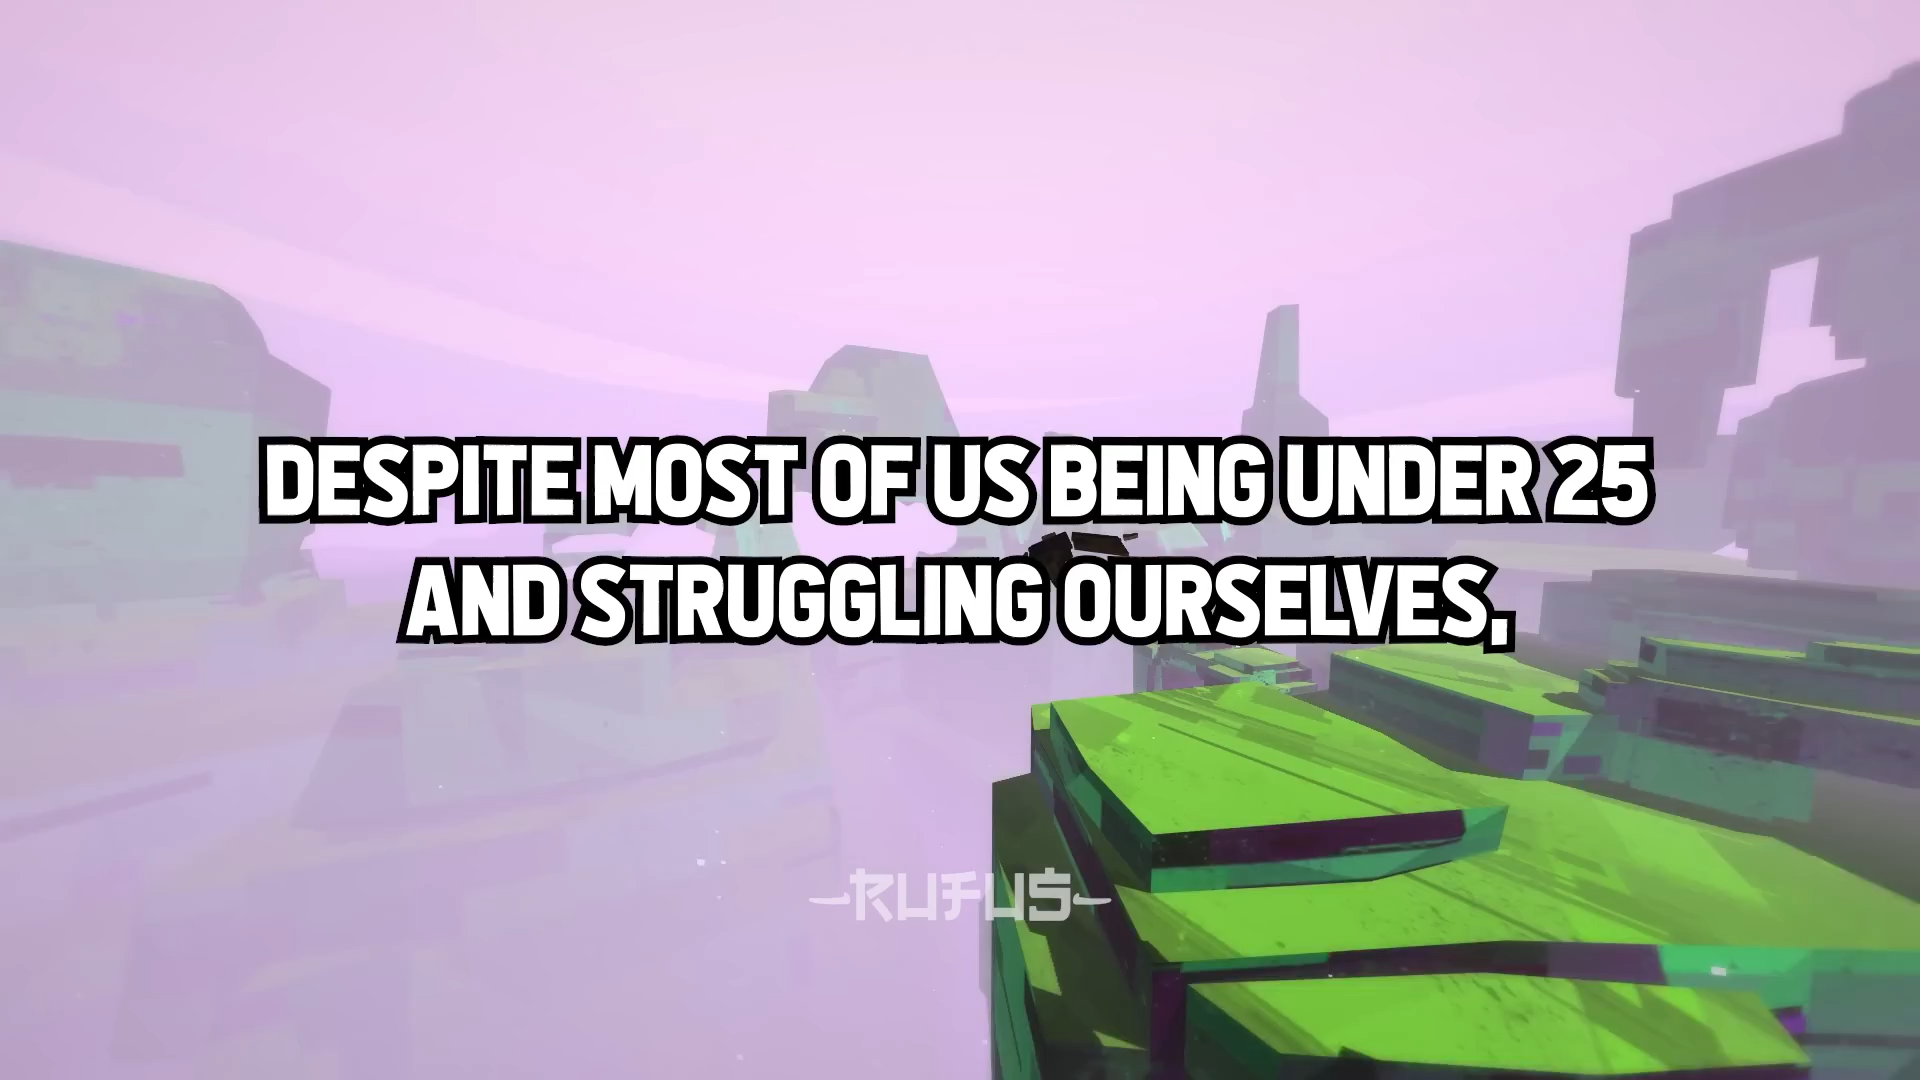 DESPITE MOST OF US BEING UNDER 25
AND STRUGGLING OURSELVES,
-RUFUS-